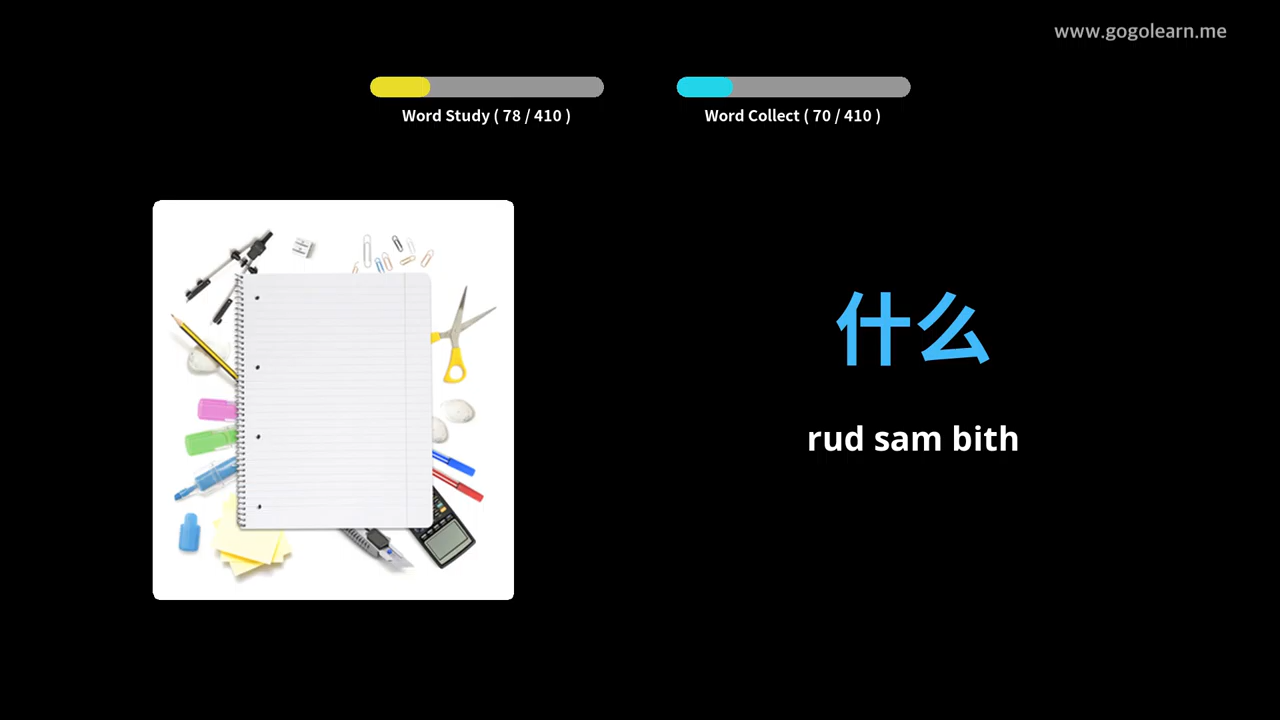 www.gogolearn.me
Word Study ( 78 / 410 )
Word Collect ( 70 / 410 )
什么
rud sam bith